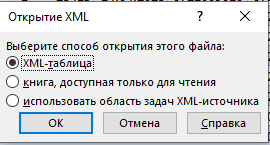 Открытие XML
Выберите способ открытия этого файла:
XML-таблица
книга, доступная только для чтения
использовать область задач XML-источника
ОК Отмена Справка